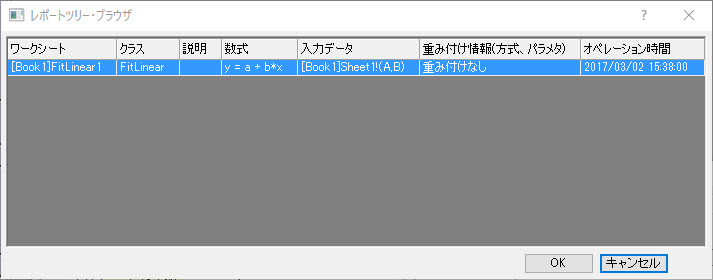 レポートツリー・ブラウザ
ワークシート クラス 説明 数式 入力データ 重み付け情報(方式、パラメタ) オペレーション時間
[Book1]FitLinear1 FitLinear y = a + b*x [Book1]Sheet1!(A,B) 重み付けなし 2017/03/02 15:38:00
OK キャンセル